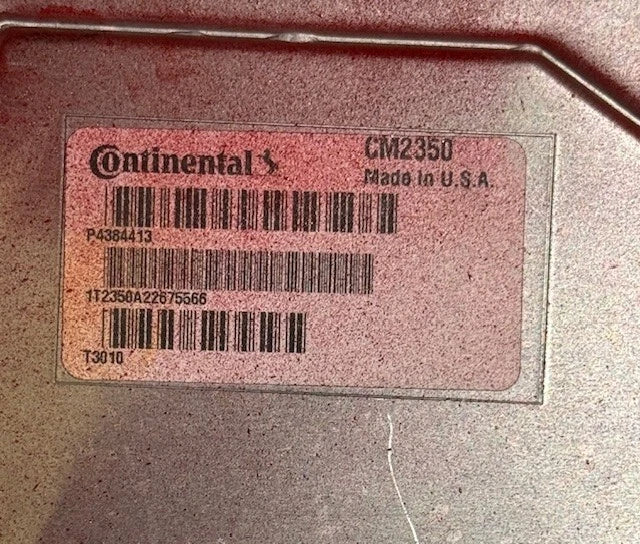 Continental
CM2350
Made In U.S.A.
P4384413
1T2350A22675566
T3010